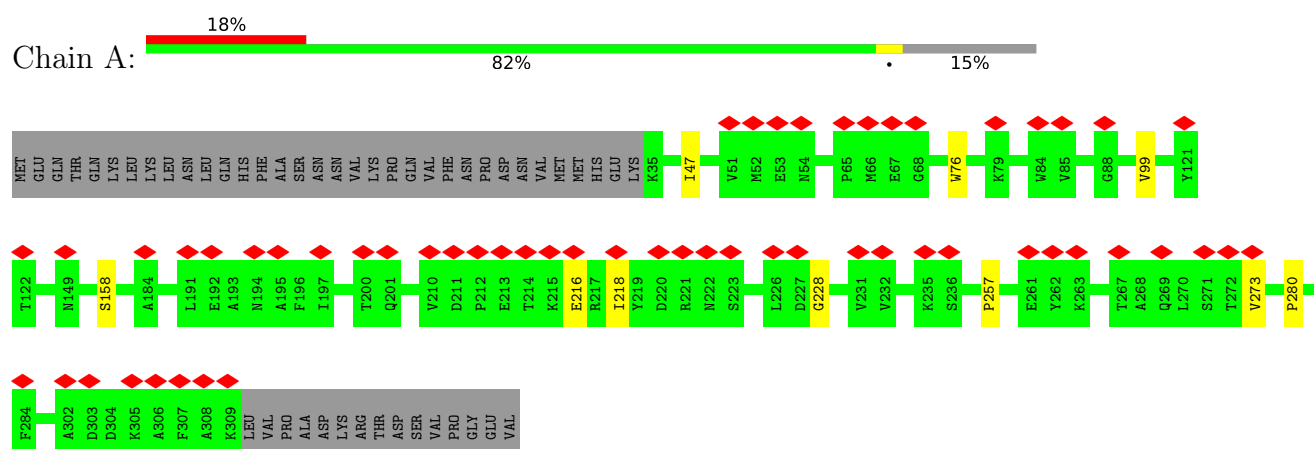 18%
Chain A:
82% • 15%
MET GLU GLN THR GLN LYS LEU LYS LEU ASN LEU GLN HIS PHE ALA SER ASN ASN VAL LYS PRO GLN VAL PHE ASN PRO ASP ASN VAL MET MET HIS GLU LYS K35 I47 V51 M52 E53 N54 P65 M66 E67 G68 W76 K79 W84 V85 G88 V99 Y121
T122 N149 S158 A184 L191 E192 A193 N194 A195 F196 I197 T200 Q201 V210 D211 P212 E213 T214 K215 E216 R217 I218 Y219 D220 R221 N222 S223 L226 D227 G228 V231 V232 K235 S236 P257 E261 Y262 K263 T267 A268 Q269 L270 S271 T272 V273 P280
F284 A302 D303 D304 K305 A306 F307 A308 K309 LEU VAL PRO ALA ASP LYS ARG THR ASP SER VAL PRO GLY GLU VAL